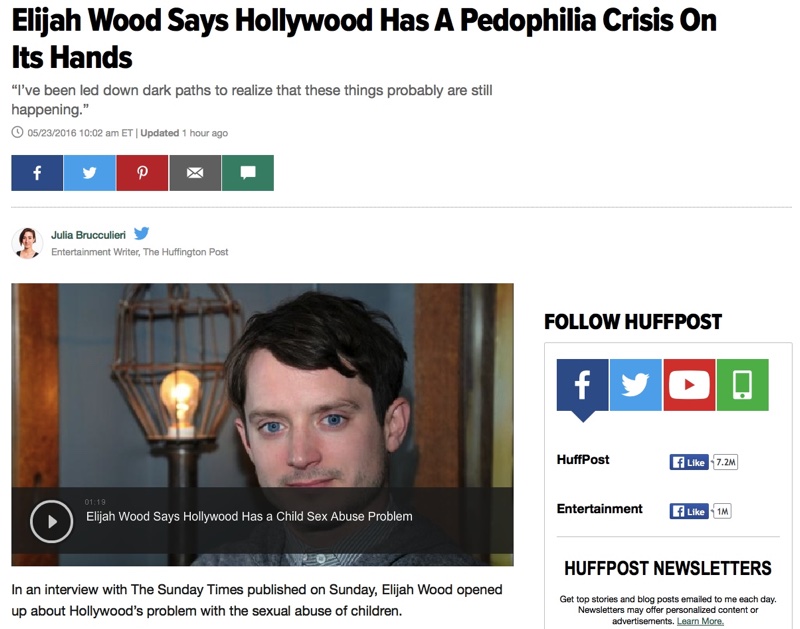 Elijah Wood Says Hollywood Has A Pedophilia Crisis On
Its Hands
“I’ve been led down dark paths to realize that these things probably are still
happening.”
05/23/2016 10:02 am ET | Updated 1 hour ago
Julia Brucculieri
Entertainment Writer, The Huffington Post
01:19
Elijah Wood Says Hollywood Has a Child Sex Abuse Problem
In an interview with The Sunday Times published on Sunday, Elijah Wood opened
up about Hollywood’s problem with the sexual abuse of children.
FOLLOW HUFFPOST
HuffPost
Like
7.2M
Entertainment
Like
1M
HUFFPOST NEWSLETTERS
Get top stories and blog posts emailed to me each day.
Newsletters may offer personalized content or
advertisements. Learn More.